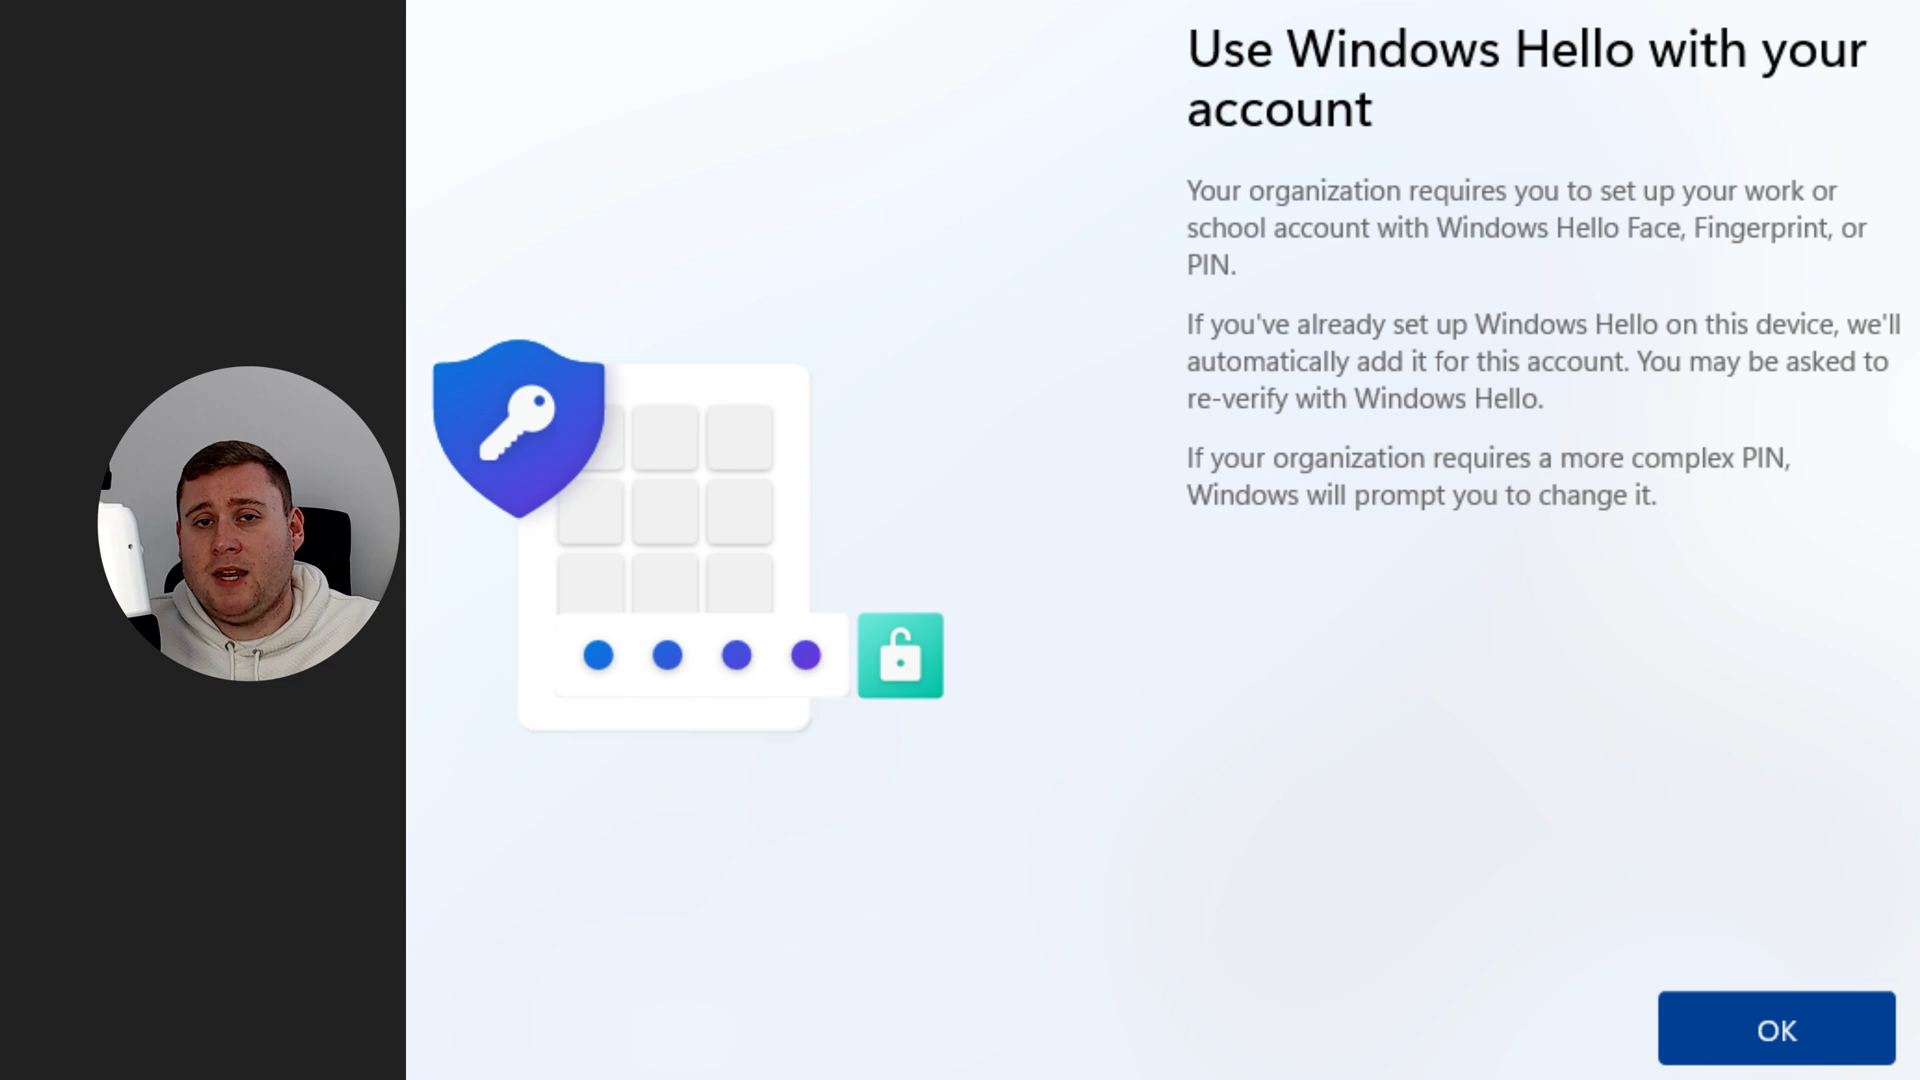 Use Windows Hello with your
account
Your organization requires you to set up your work or
school account with Windows Hello Face, Fingerprint, or
PIN.
If you've already set up Windows Hello on this device, we'll
automatically add it for this account. You may be asked to
re-verify with Windows Hello.
If your organization requires a more complex PIN,
Windows will prompt you to change it.
OK